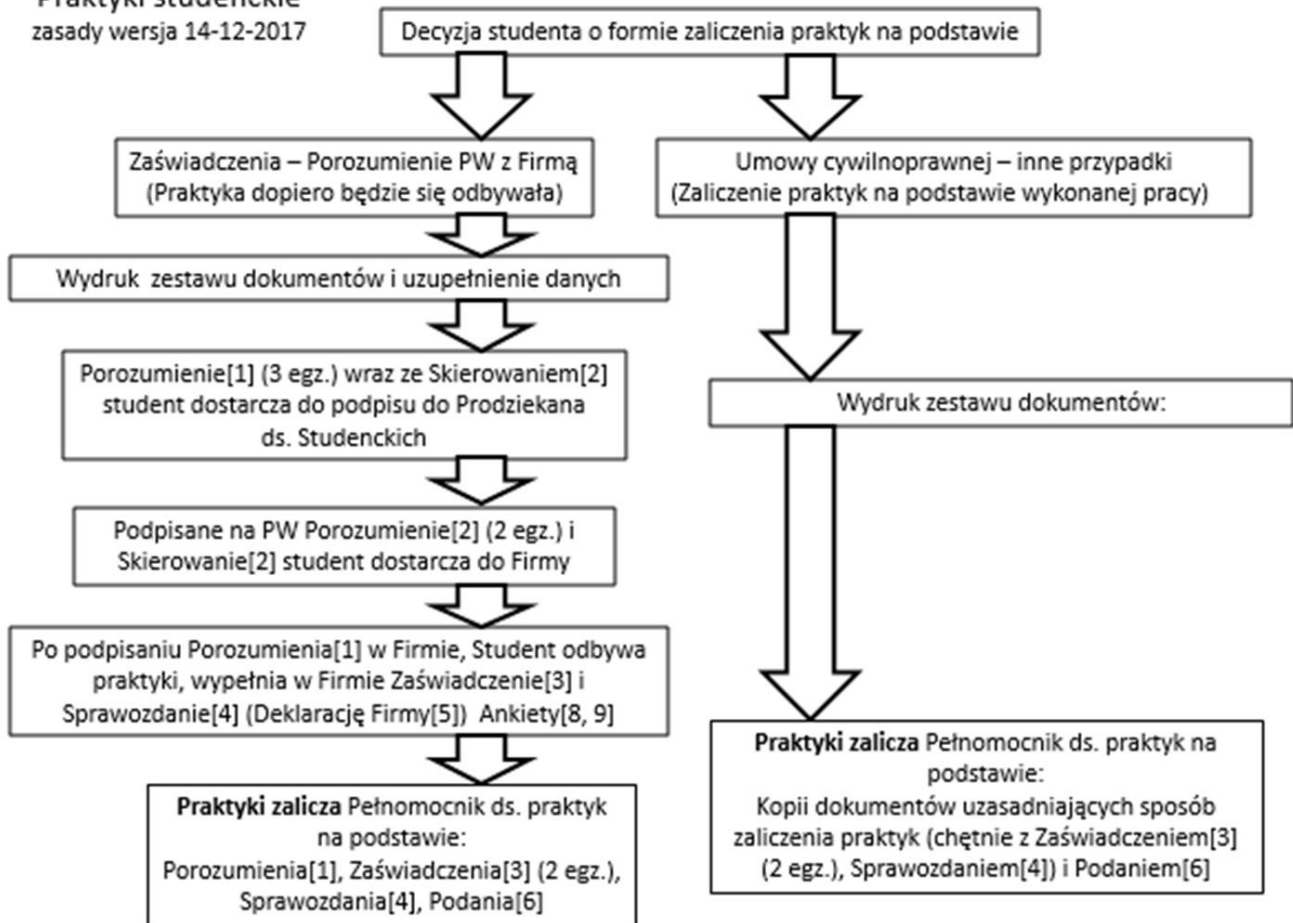 Praktyki studenckie
zasady wersja 14-12-2017
Decyzja studenta o formie zaliczenia praktyk na podstawie
Zaświadczenia – Porozumienie PW z Firmą
(Praktyka dopiero będzie się odbywała)
Umowy cywilnoprawnej – inne przypadki
(Zaliczenie praktyk na podstawie wykonanej pracy)
Wydruk zestawu dokumentów i uzupełnienie danych
Porozumienie[1] (3 egz.) wraz ze Skierowaniem[2]
student dostarcza do podpisu do Prodziekana
ds. Studenckich
Wydruk zestawu dokumentów:
Podpisane na PW Porozumienie[2] (2 egz.) i
Skierowanie[2] student dostarcza do Firmy
Po podpisaniu Porozumienia[1] w Firmie, Student odbywa
praktyki, wypełnia w Firmie Zaświadczenie[3] i
Sprawozdanie[4] (Deklarację Firmy[5]) Ankiety[8, 9]
Praktyki zalicza Pełnomocnik ds. praktyk
na podstawie:
Porozumienia[1], Zaświadczenia[3] (2 egz.),
Sprawozdania[4], Podania[6]
Praktyki zalicza Pełnomocnik ds. praktyk na
podstawie:
Kopii dokumentów uzasadniających sposób
zaliczenia praktyk (chętnie z Zaświadczeniem[3]
(2 egz.), Sprawozdaniem[4]) i Podaniem[6]